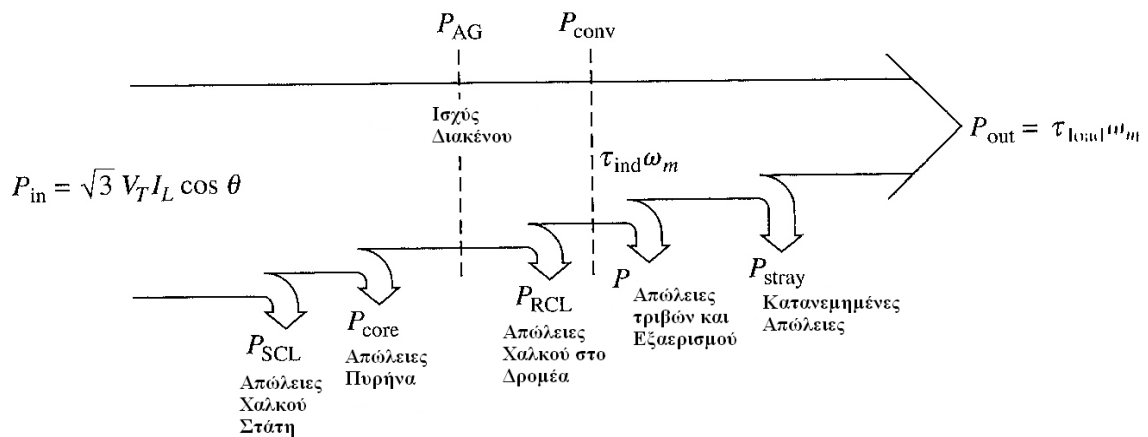 P_AG
P_conv
Ισχύς
Διακένου
P_out = τ_load ω_m
τ_ind ω_m
P_in = √3 V_T I_L cos θ
P_SCL
Απώλειες
Χαλκού
Στάτη
P_core
Απώλειες
Πυρήνα
P_RCL
Απώλειες
Χαλκού στο
Δρομέα
P
Απώλειες
τριβών και
Εξαερισμού
P_stray
Κατανεμημένες
Απώλειες